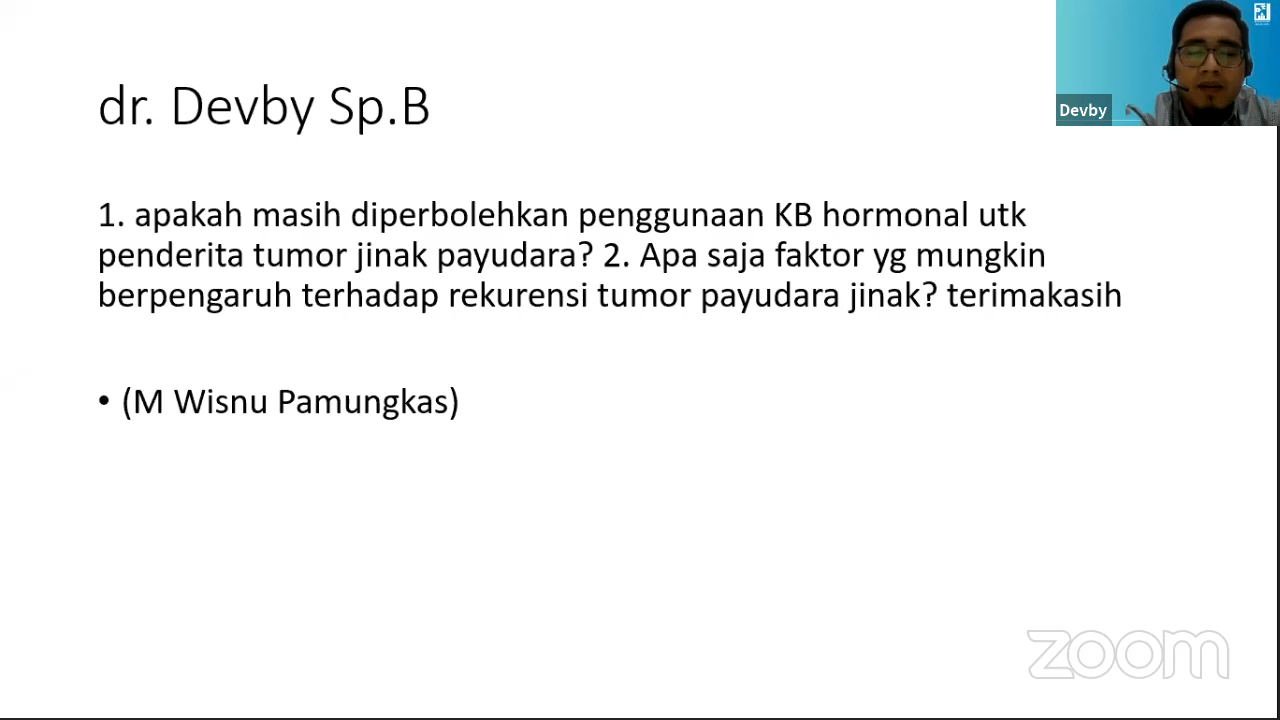 dr. Devby Sp.B
Devby
1. apakah masih diperbolehkan penggunaan KB hormonal utk
penderita tumor jinak payudara? 2. Apa saja faktor yg mungkin
berpengaruh terhadap rekurensi tumor payudara jinak? terimakasih
• (M Wisnu Pamungkas)
zoom